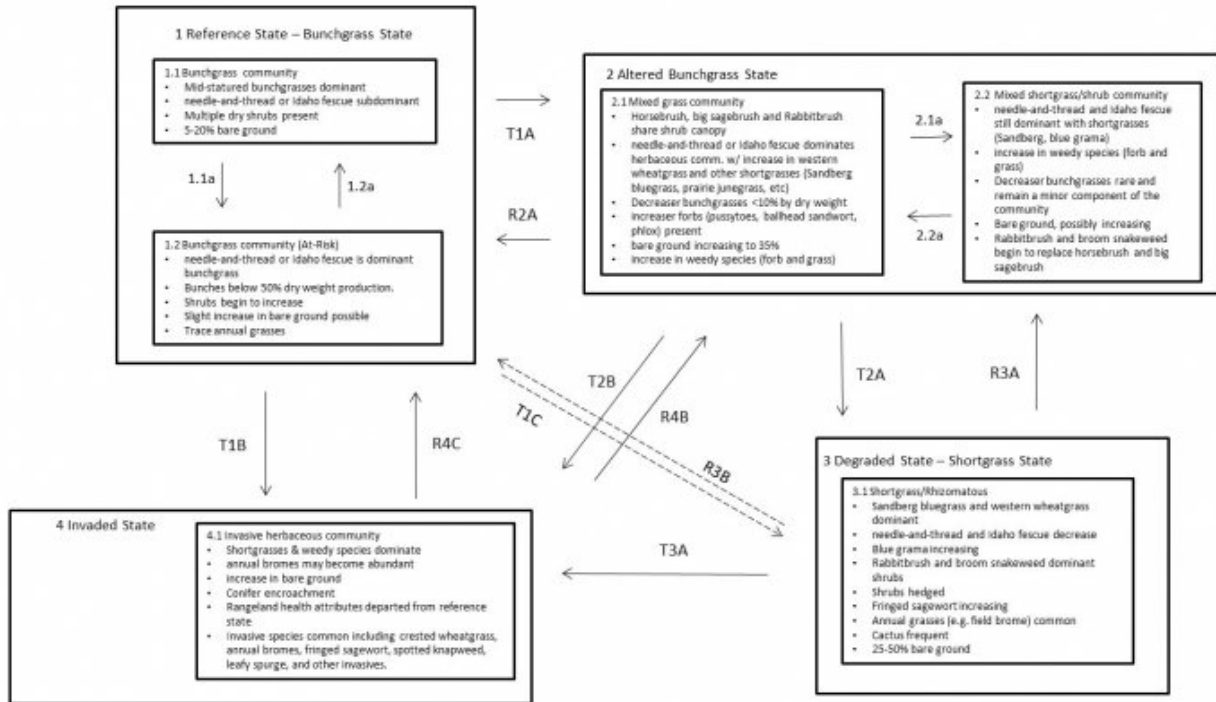 1 Reference State – Bunchgrass State
1.1 Bunchgrass community
• Mid-statured bunchgrasses dominant
• needle-and-thread or Idaho fescue subdominant
• Multiple dry shrubs present
• 5-20% bare ground
1.1a
1.2a
1.2 Bunchgrass community (At-Risk)
• needle-and-thread or Idaho fescue is dominant
bunchgrass
• Bunches below 50% dry weight production.
• Shrubs begin to increase
• Slight increase in bare ground possible
• Trace annual grasses
T1A
R2A
2 Altered Bunchgrass State
2.1 Mixed grass community
• Horsebrush, big sagebrush and Rabbitbrush
share shrub canopy
• needle-and-thread or Idaho fescue dominates
herbaceous comm. w/ increase in western
wheatgrass and other shortgrasses (Sandberg
bluegrass, prairie junegrass, etc)
• Decreaser bunchgrasses <10% by dry weight
• increaser forbs (pussytoes, ballhead sandwort,
phlox) present
• bare ground increasing to 35%
• increase in weedy species (forb and grass)
2.1a
2.2a
2.2 Mixed shortgrass/shrub community
• needle-and-thread and Idaho fescue
still dominant with shortgrasses
(Sandberg, blue grama)
• increase in weedy species (forb and
grass)
• Decreaser bunchgrasses rare and
remain a minor component of the
community
• Bare ground, possibly increasing
• Rabbitbrush and broom snakeweed
begin to replace horsebrush and big
sagebrush
T1B
R4C
T1C
R3B
T2B
R4B
T2A
R3A
4 Invaded State
4.1 Invasive herbaceous community
• Shortgrasses & weedy species dominate
• annual bromes may become abundant
• increase in bare ground
• Conifer encroachment
• Rangeland health attributes departed from reference
state
• Invasive species common including crested wheatgrass,
annual bromes, fringed sagewort, spotted knapweed,
leafy spurge, and other invasives.
T3A
3 Degraded State – Shortgrass State
3.1 Shortgrass/Rhizomatous
• Sandberg bluegrass and western wheatgrass
dominant
• needle-and-thread and Idaho fescue decrease
• Blue grama increasing
• Rabbitbrush and broom snakeweed dominant
shrubs
• Shrubs hedged
• Fringed sagewort increasing
• Annual grasses (e.g. field brome) common
• Cactus frequent
• 25-50% bare ground